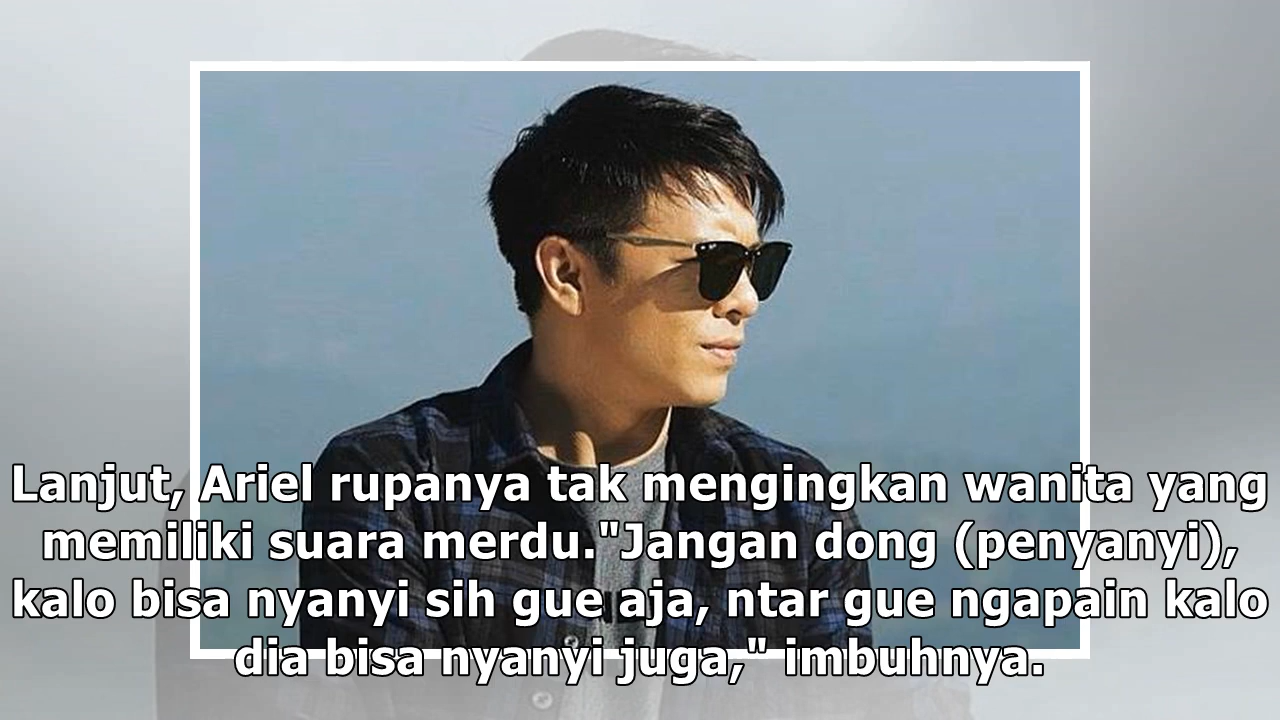 Lanjut, Ariel rupanya tak mengingkan wanita yang
memiliki suara merdu."Jangan dong (penyanyi),
kalo bisa nyanyi sih gue aja, ntar gue ngapain kalo
dia bisa nyanyi juga," imbuhnya.